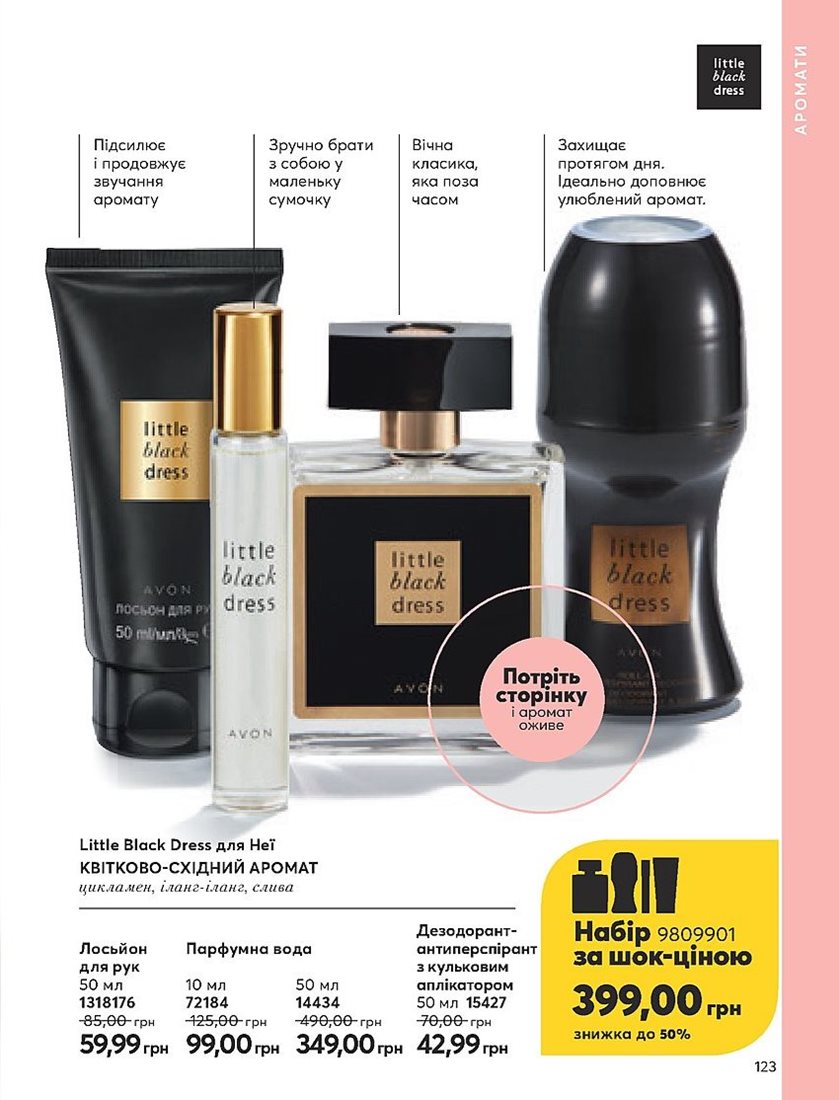 little
black
dress
АРОМАТИ
Підсилює
і продовжує
звучання
аромату
Зручно брати
з собою у
маленьку
сумочку
Вічна
класика,
яка поза
часом
Захищає
протягом дня.
Ідеально доповнює
улюблений аромат.
little
black
dress
AVON
ЛОСЬОН ДЛЯ РУ
50 ml/мл/
little
black
dress
AVON
little
black
dress
AVON
little
black
dress
AVON
Потріть
сторінку
і аромат
оживе
Little Black Dress для Неї
КВІТКОВО-СХІДНИЙ АРОМАТ
цикламен, іланг-іланг, слива
Лосьйон
для рук
50 мл
1318176
85,00 грн
59,99 грн
Парфумна вода
10 мл
72184
125,00 грн
99,00 грн
50 мл
14434
490,00 грн
349,00 грн
Дезодорант-
антиперспірант
з кульковим
аплікатором
50 мл 15427
70,00 грн
42,99 грн
Набір 9809901
за шок-ціною
399,00 грн
знижка до 50%
123